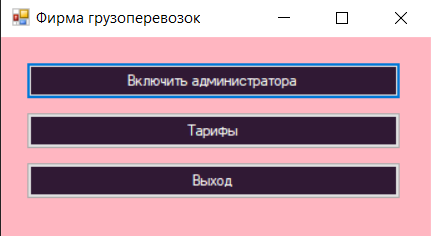 Фирма грузоперевозок
Включить администратора
Тарифы
Выход